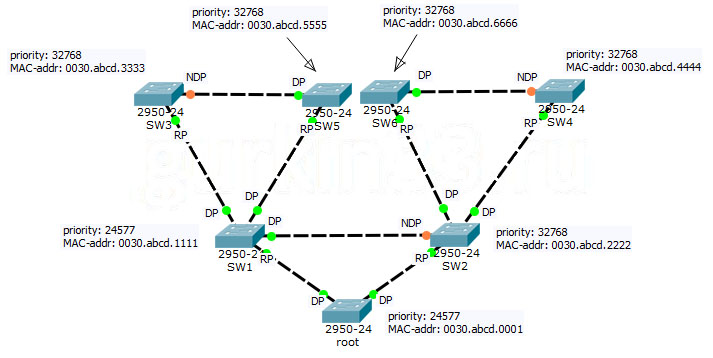 priority: 32768
MAC-addr: 0030.abcd.5555
priority: 32768
MAC-addr: 0030.abcd.6666
priority: 32768
MAC-addr: 0030.abcd.3333
priority: 32768
MAC-addr: 0030.abcd.4444
NDP
DP
DP
NDP
2950-24
SW3
RP
2950-24
SW5
RP
2950-24
SW6
RP
2950-24
SW4
RP
DP
DP
DP
DP
priority: 24577
MAC-addr: 0030.abcd.1111
DP
NDP
priority: 32768
MAC-addr: 0030.abcd.2222
2950-2
SW1
RP
2950-24
SW2
RP
DP
DP
2950-24
root
priority: 24577
MAC-addr: 0030.abcd.0001